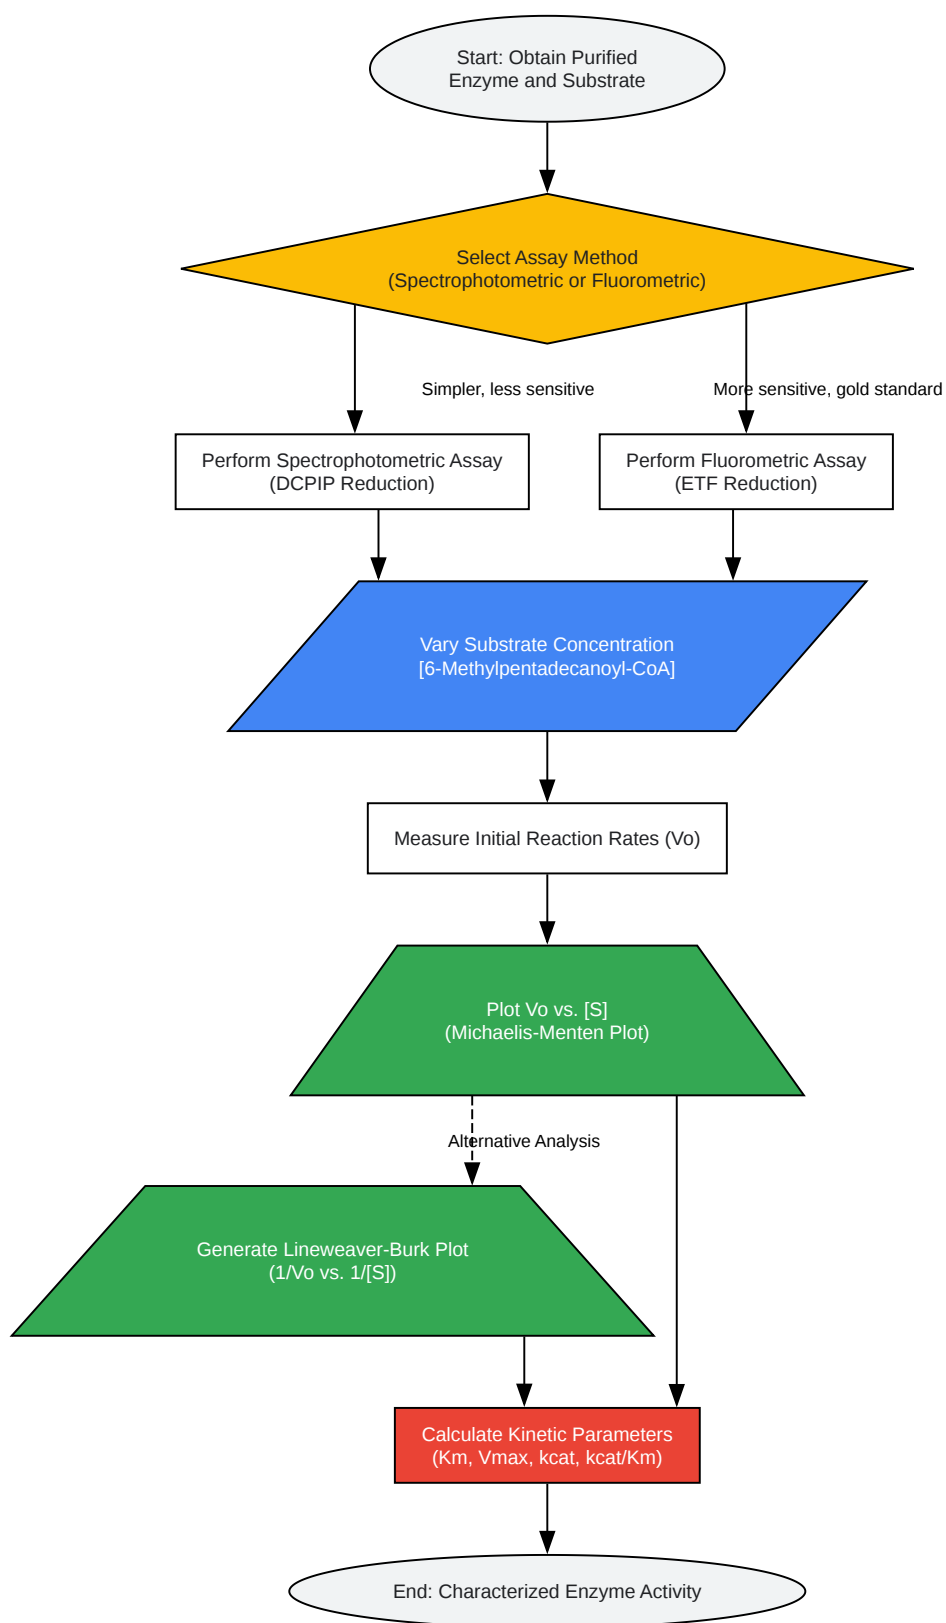 Start: Obtain Purified
Enzyme and Substrate
Select Assay Method
(Spectrophotometric or Fluorometric)
Simpler, less sensitive
More sensitive, gold standard
Perform Spectrophotometric Assay
(DCPIP Reduction)
Perform Fluorometric Assay
(ETF Reduction)
Vary Substrate Concentration
[6-Methylpentadecanoyl-CoA]
Measure Initial Reaction Rates (Vo)
Plot Vo vs. [S]
(Michaelis-Menten Plot)
Alternative Analysis
Generate Lineweaver-Burk Plot
(1/Vo vs. 1/[S])
Calculate Kinetic Parameters
(Km, Vmax, kcat, kcat/Km)
End: Characterized Enzyme Activity